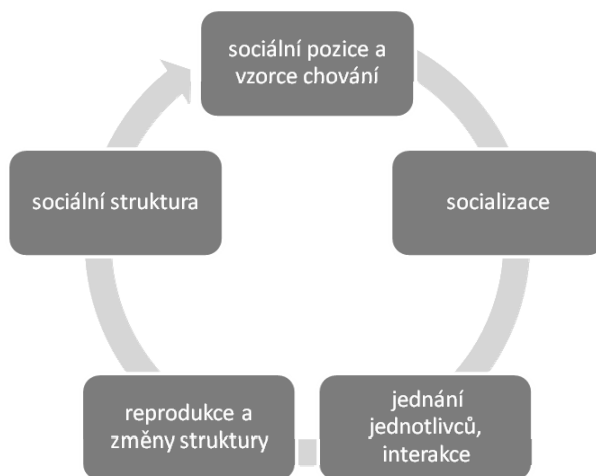 sociální pozice a
vzorce chování
socializace
jednání
jednotlivců,
interakce
reprodukce a
změny struktury
sociální struktura